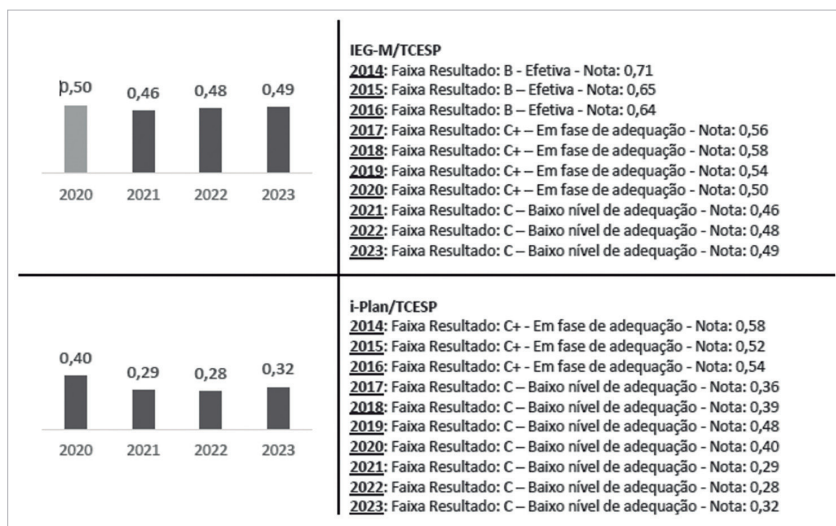 0,50 0,46 0,48 0,49
2020 2021 2022 2023
IEG-M/TCESP
2014: Faixa Resultado: B - Efetiva - Nota: 0,71
2015: Faixa Resultado: B – Efetiva - Nota: 0,65
2016: Faixa Resultado: B – Efetiva - Nota: 0,64
2017: Faixa Resultado: C+ – Em fase de adequação - Nota: 0,56
2018: Faixa Resultado: C+ – Em fase de adequação - Nota: 0,58
2019: Faixa Resultado: C+ – Em fase de adequação - Nota: 0,54
2020: Faixa Resultado: C+ – Em fase de adequação - Nota: 0,50
2021: Faixa Resultado: C – Baixo nível de adequação - Nota: 0,46
2022: Faixa Resultado: C – Baixo nível de adequação - Nota: 0,48
2023: Faixa Resultado: C – Baixo nível de adequação - Nota: 0,49
0,40 0,29 0,28 0,32
2020 2021 2022 2023
i-Plan/TCESP
2014: Faixa Resultado: C+ - Em fase de adequação - Nota: 0,58
2015: Faixa Resultado: C+ - Em fase de adequação - Nota: 0,52
2016: Faixa Resultado: C+ - Em fase de adequação - Nota: 0,54
2017: Faixa Resultado: C – Baixo nível de adequação - Nota: 0,36
2018: Faixa Resultado: C – Baixo nível de adequação - Nota: 0,39
2019: Faixa Resultado: C – Baixo nível de adequação - Nota: 0,48
2020: Faixa Resultado: C – Baixo nível de adequação - Nota: 0,40
2021: Faixa Resultado: C – Baixo nível de adequação - Nota: 0,29
2022: Faixa Resultado: C – Baixo nível de adequação - Nota: 0,28
2023: Faixa Resultado: C – Baixo nível de adequação - Nota: 0,32